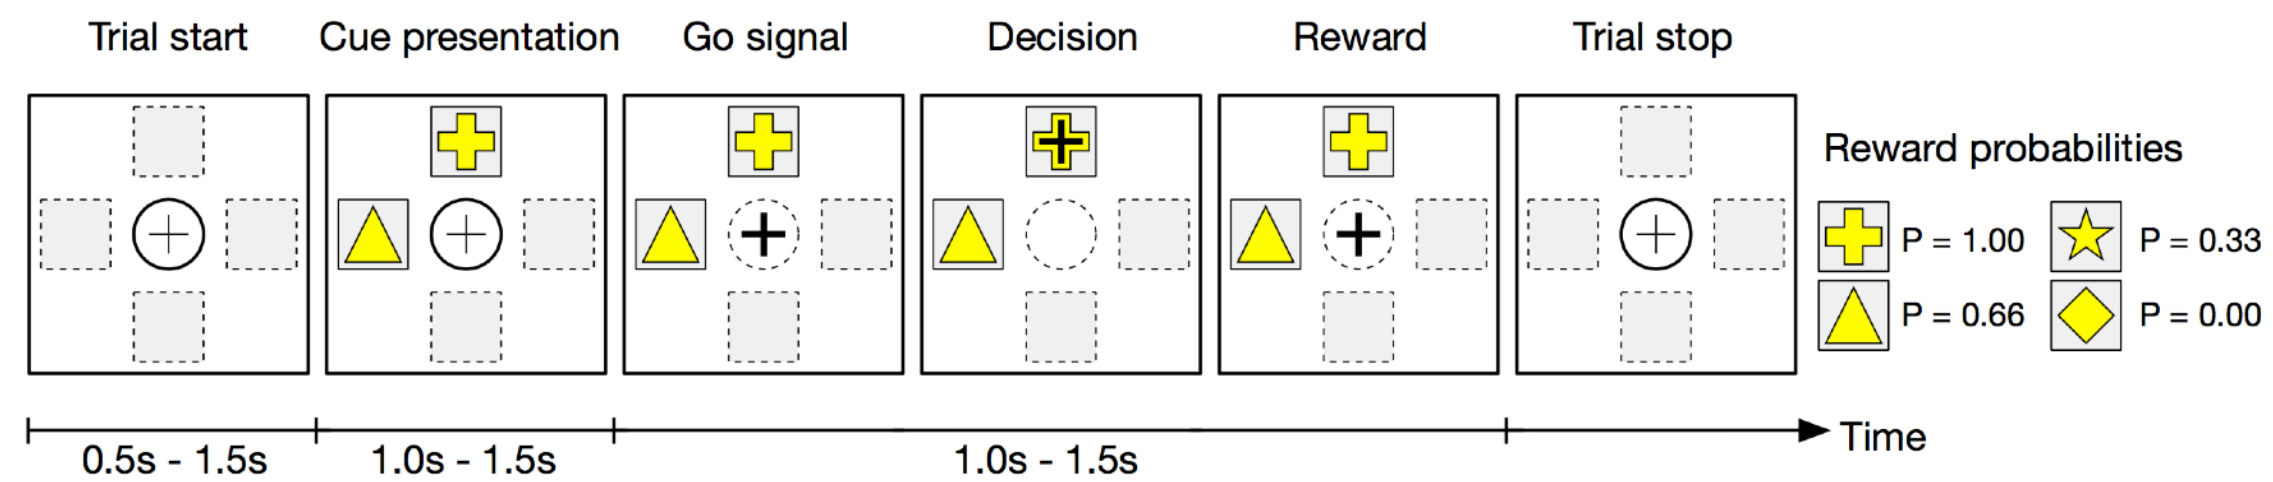 Trial start
Cue presentation
Go signal
Decision
Reward
Trial stop
Reward probabilities
P = 1.00
P = 0.33
P = 0.66
P = 0.00
0.5s - 1.5s
1.0s - 1.5s
1.0s - 1.5s
Time